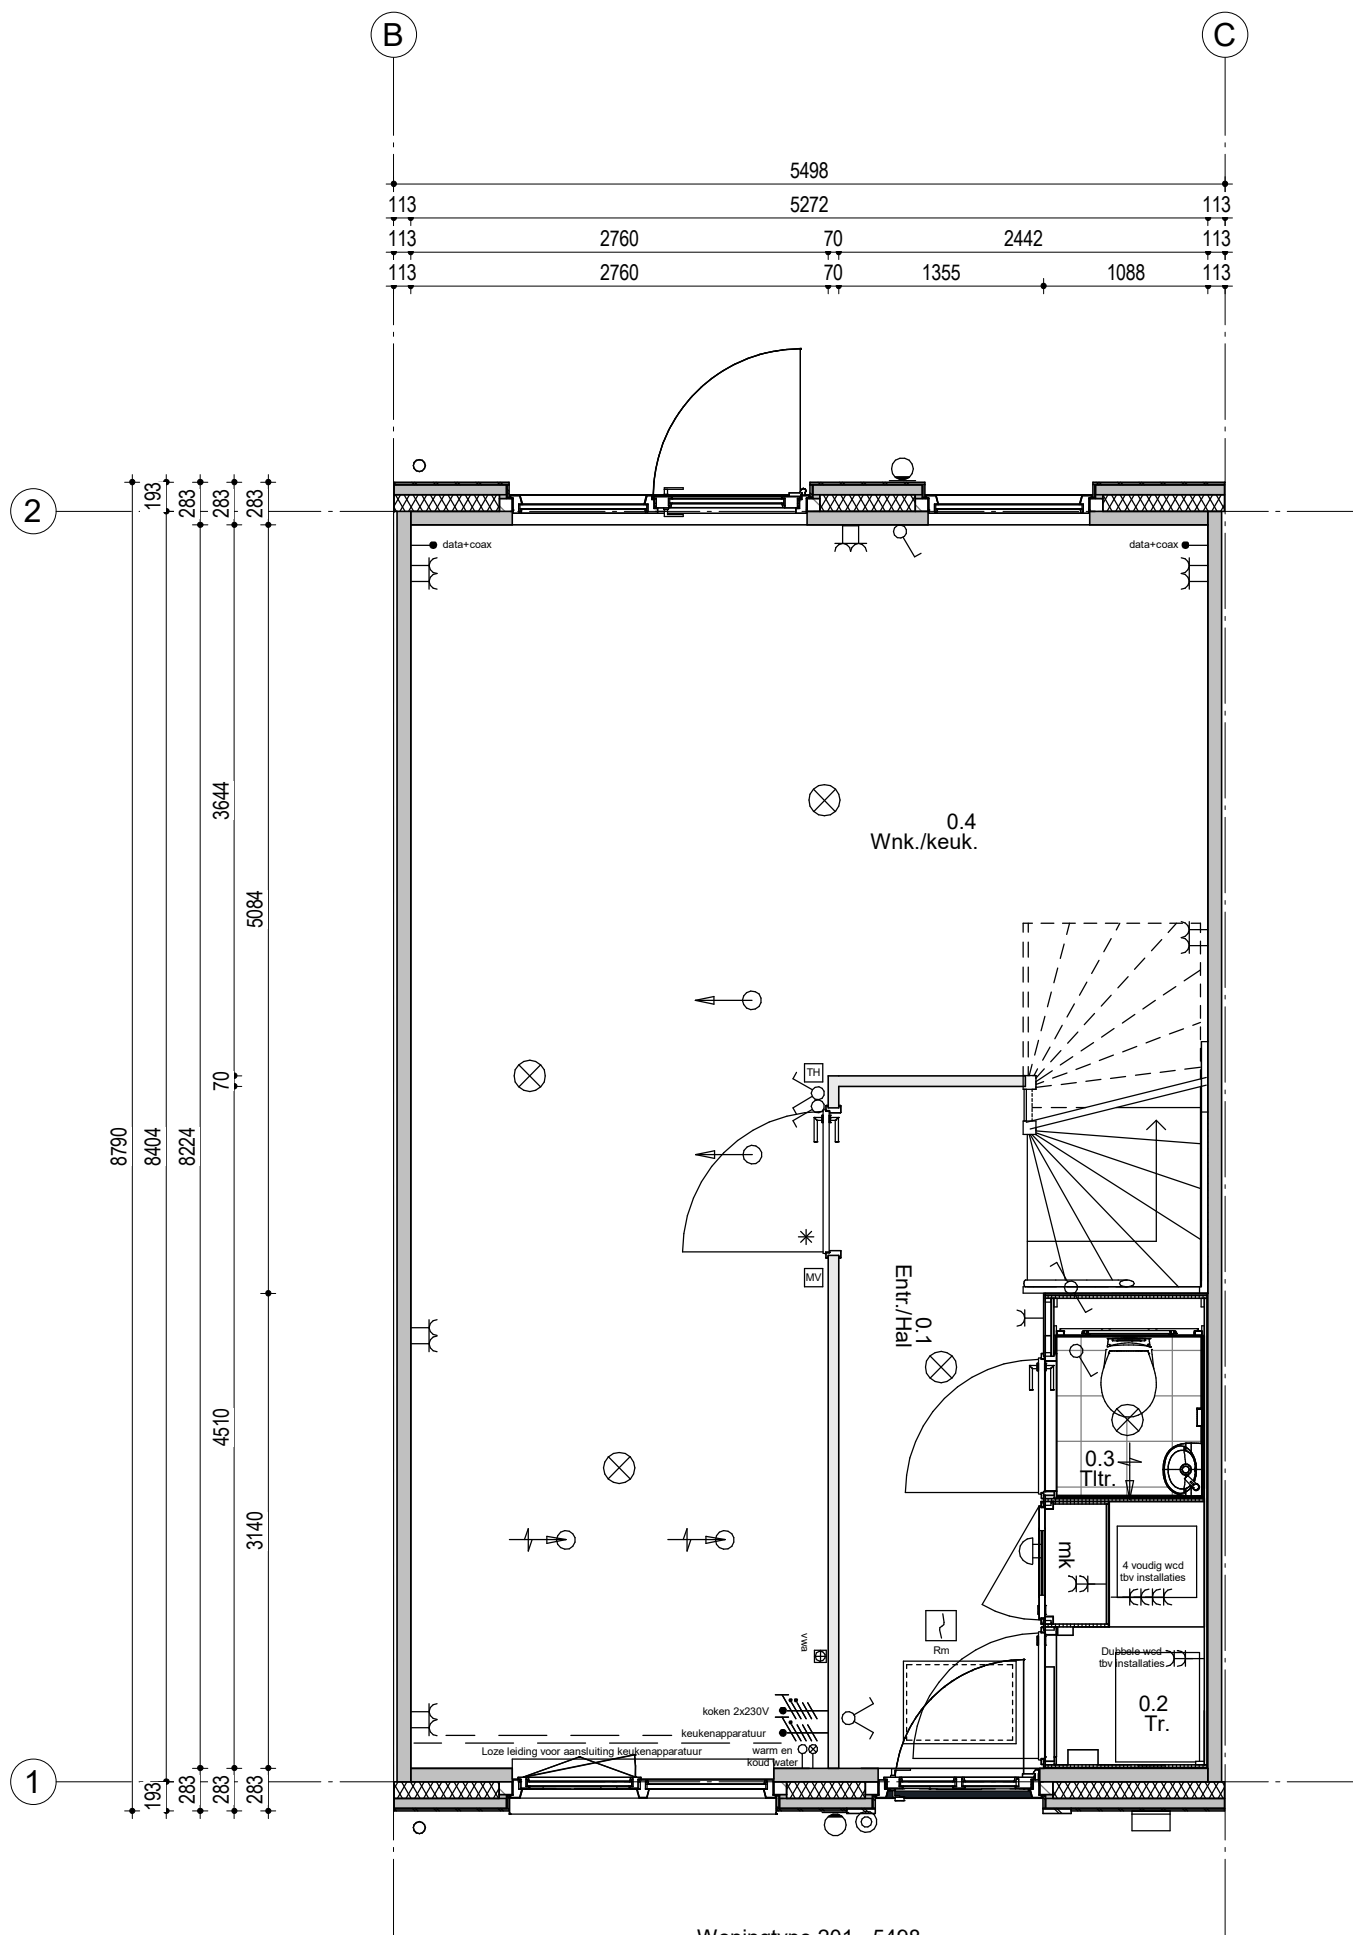 B
C
5498
113
5272
113
113
2760
70
2442
113
113
2760
70
1355
1088
113
2
193
283
283
283
data+coax
data+coax
3644
0.4
Wnk./keuk.
5084
70
TH
8790
8404
8224
MV
0.1
Entr./Hal
4510
0.3
Tltr.
3140
mk
4 voudig wcd
tbv installaties
Rm
vwa
Dubbele wcd
tbv installaties
koken 2x230V
0.2
Tr.
keukenapparatuur
Loze leiding voor aansluiting keukenapparatuur
warm en
koud water
1
193
283
283
283